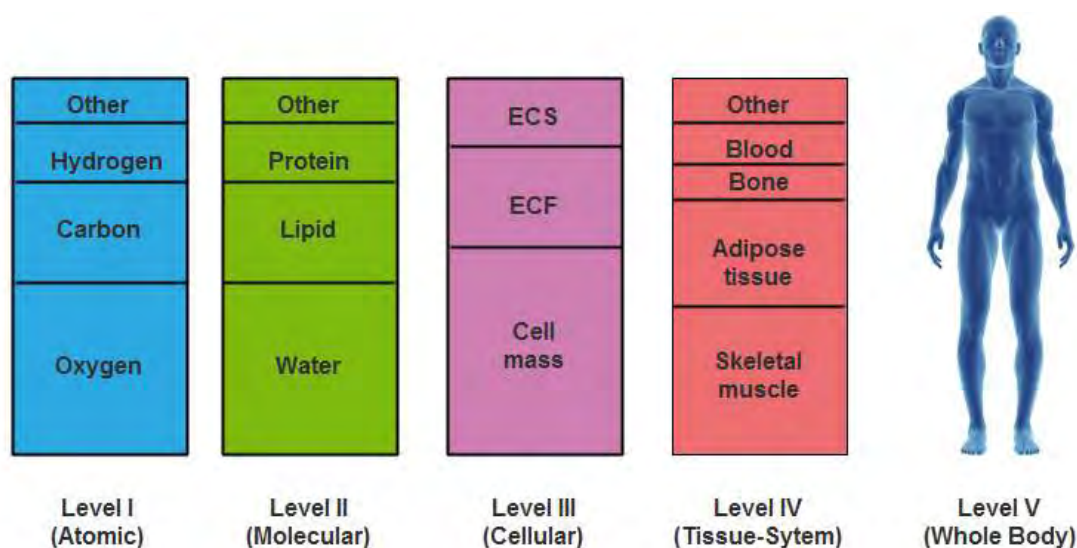 Other
Hydrogen
Carbon
Oxygen
Other
Protein
Lipid
Water
ECS
ECF
Cell
mass
Other
Blood
Bone
Adipose
tissue
Skeletal
muscle
Level I
(Atomic)
Level II
(Molecular)
Level III
(Cellular)
Level IV
(Tissue-Sytem)
Level V
(Whole Body)